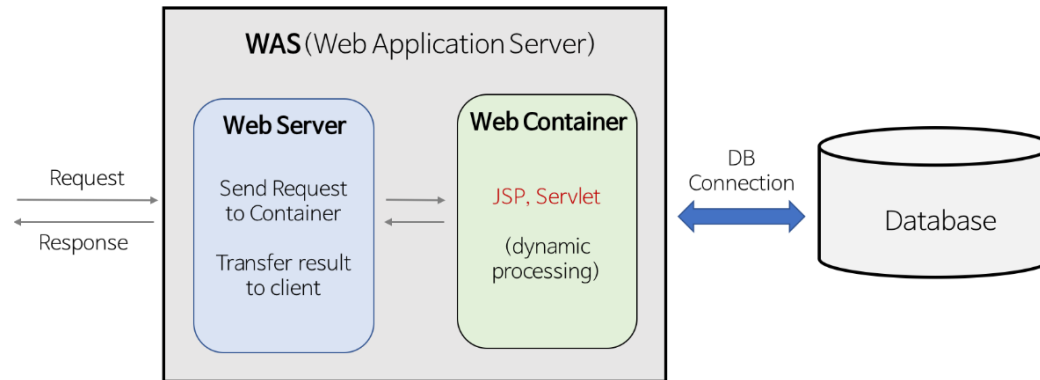 WAS (Web Application Server)
Request
Response
Web Server
Send Request
to Container
Transfer result
to client
Web Container
JSP, Servlet
(dynamic
processing)
DB
Connection
Database